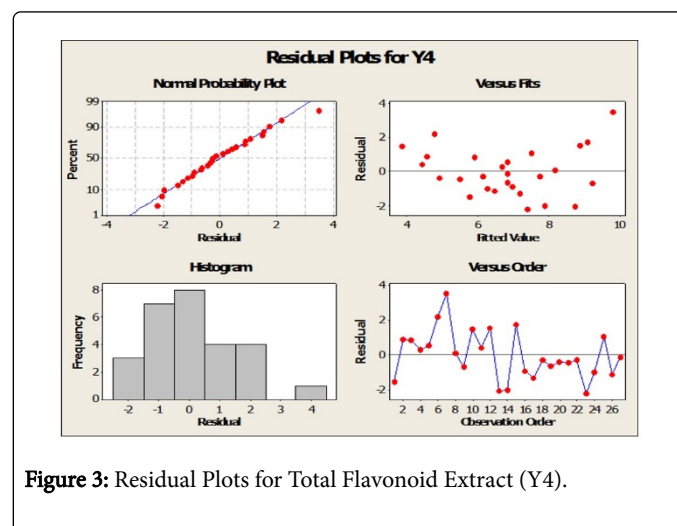 Residual Plots for Y4
Normal Probability Plot
99
90
50
10
1
Percent
-4 -2 0 2 4
Residual
Versus Fits
4
2
0
-2
Residual
4 6 8 10
Fitted Value
Histogram
8
6
4
2
0
Frequency
-2 -1 0 1 2 3 4
Residual
Versus Order
4
2
0
-2
Residual
2 4 6 8 10 12 14 16 18 20 22 24 26
Observation Order
Figure 3: Residual Plots for Total Flavonoid Extract (Y4).